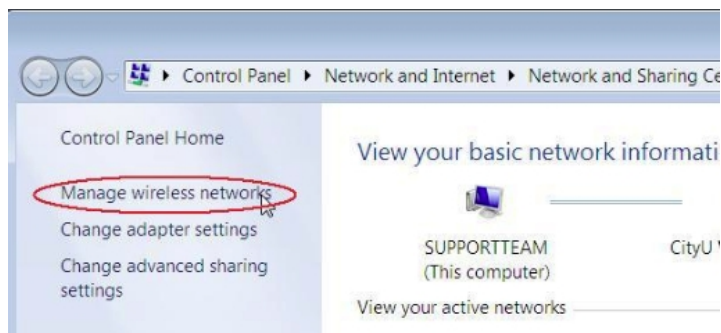 Control Panel Network and Internet Network and Sharing Ce
Control Panel Home
Manage wireless networks
Change adapter settings
Change advanced sharing
settings
View your basic network informati
SUPPORTTEAM
(This computer)
CityU
View your active networks